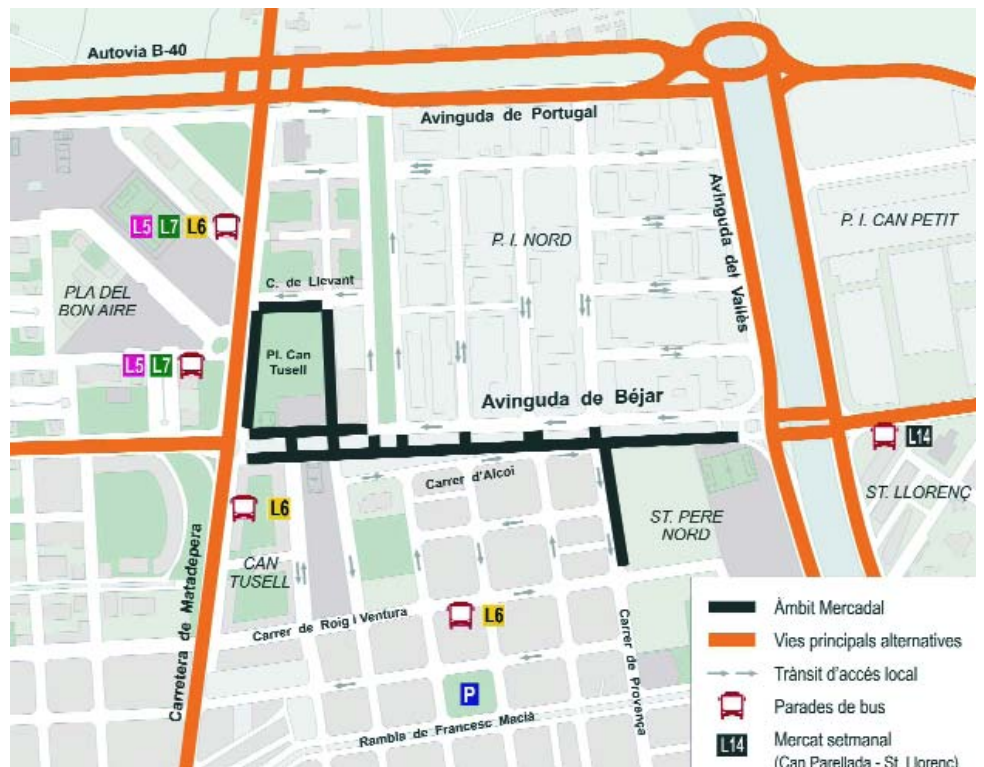 Autovia B-40
Avinguda de Portugal
Avinguda del Vallès
P. I. CAN PETIT
L5 L7 L6
P. I. NORD
C. de Llevant
PLA DEL
BON AIRE
Pl. Can
Tusell
L5 L7
Avinguda de Béjar
L14
Carrer d'Alcoi
ST. LLORENÇ
L6
ST. PERE
NORD
CAN
TUSELL
Carretera de Matadepera
L6
Carrer de Roig i Ventura
Carrer de Provença
P
Rambla de Francesc Macià
Àmbit Mercadal
Vies principals alternatives
Trànsit d'accés local
Parades de bus
L14 Mercat setmanal
(Can Parellada - St. Llorenç)